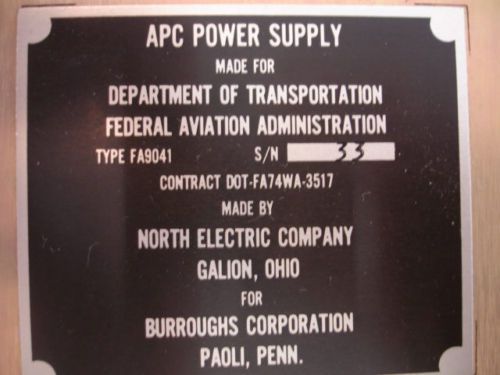 APC POWER SUPPLY
MADE FOR
DEPARTMENT OF TRANSPORTATION
FEDERAL AVIATION ADMINISTRATION
TYPE FA9041 S/N 33
CONTRACT DOT-FA74WA-3517
MADE BY
NORTH ELECTRIC COMPANY
GALION, OHIO
FOR
BURROUGHS CORPORATION
PAOLI, PENN.